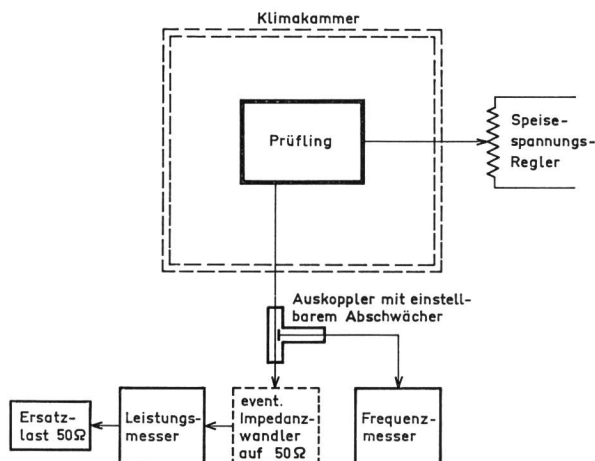 Klimakammer
Prüfling
Speise-
spannungs-
Regler
Auskoppler mit einstell-
barem Abschwächer
Ersatz-
last 50Ω
Leistungs-
messer
event.
Impedanz-
wandler
auf 50Ω
Frequenz-
messer